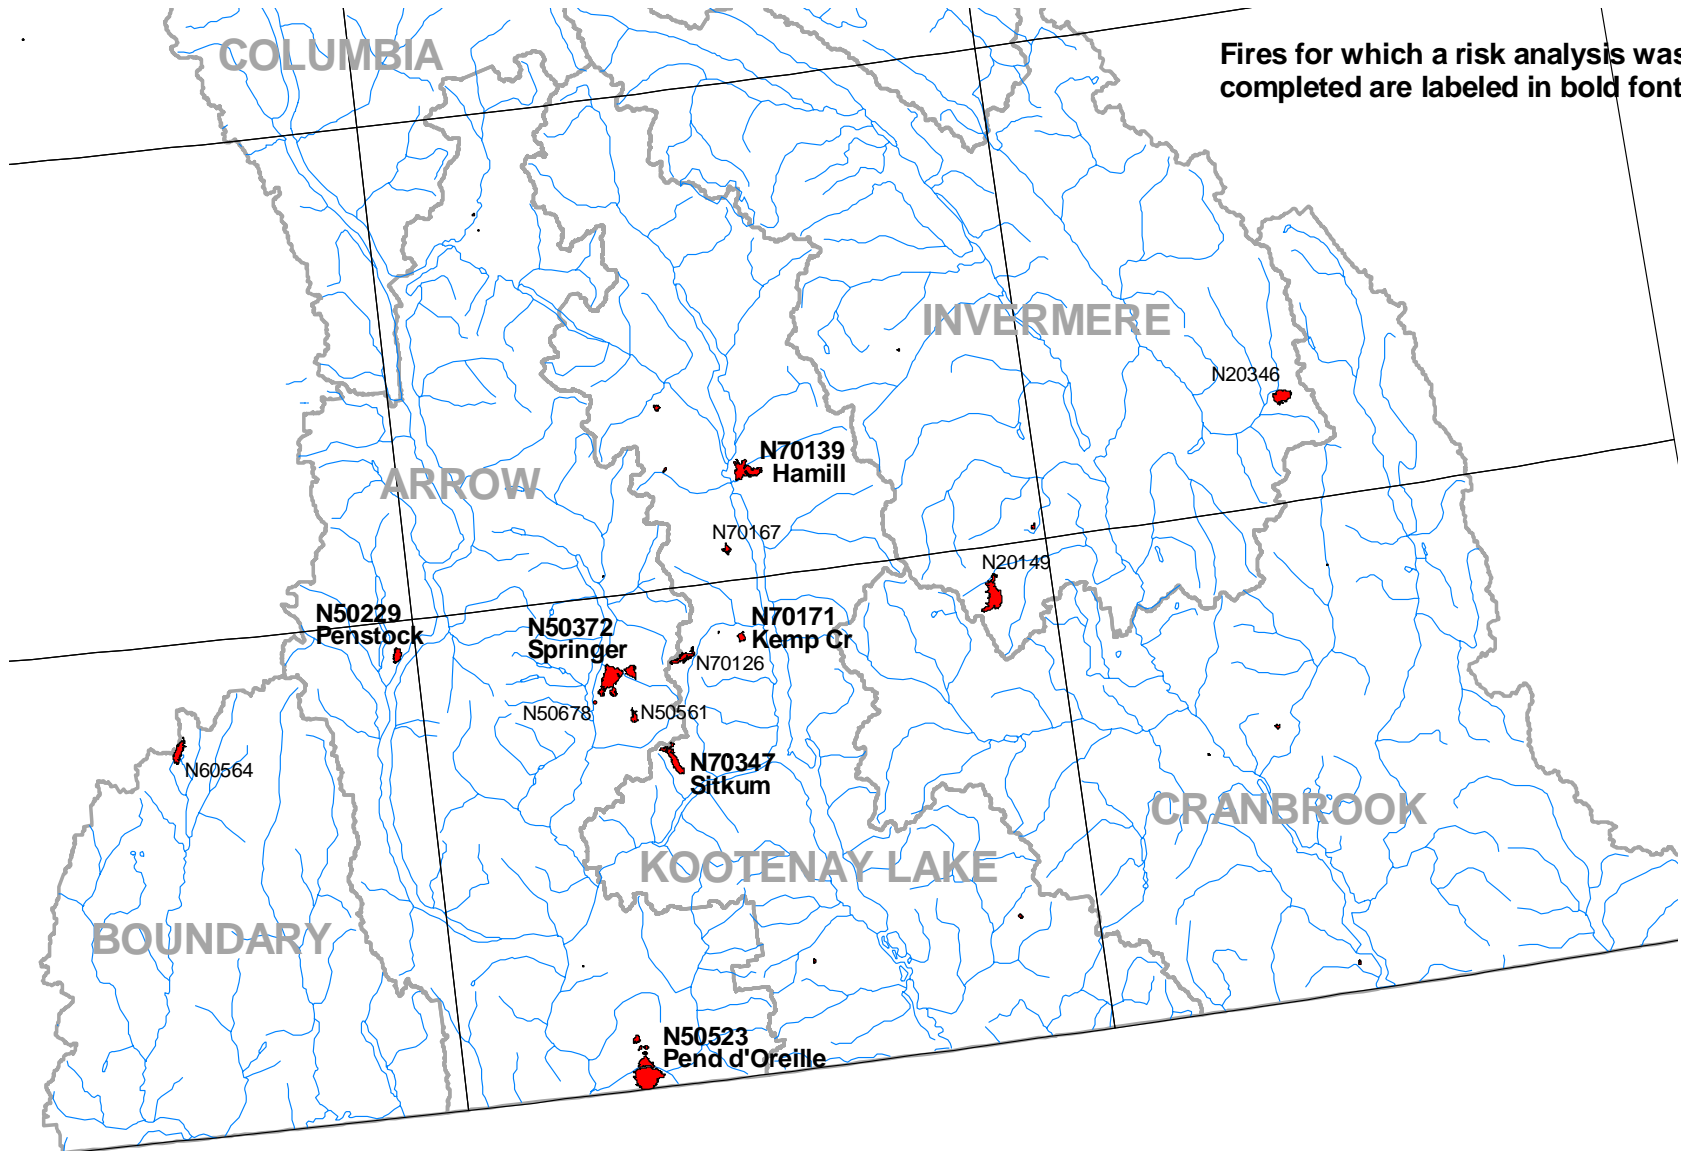 COLUMBIA
Fires for which a risk analysis was
completed are labeled in bold font
INVERMERE
N20346
N70139
Hamill
ARROW
N70167
N20149
N50229
Penstock
N50372
Springer
N70171
Kemp Cr
N70126
N50678
N50561
N60564
N70347
Sitkum
CRANBROOK
KOOTENAY LAKE
BOUNDARY
N50523
Pend d'Oreille